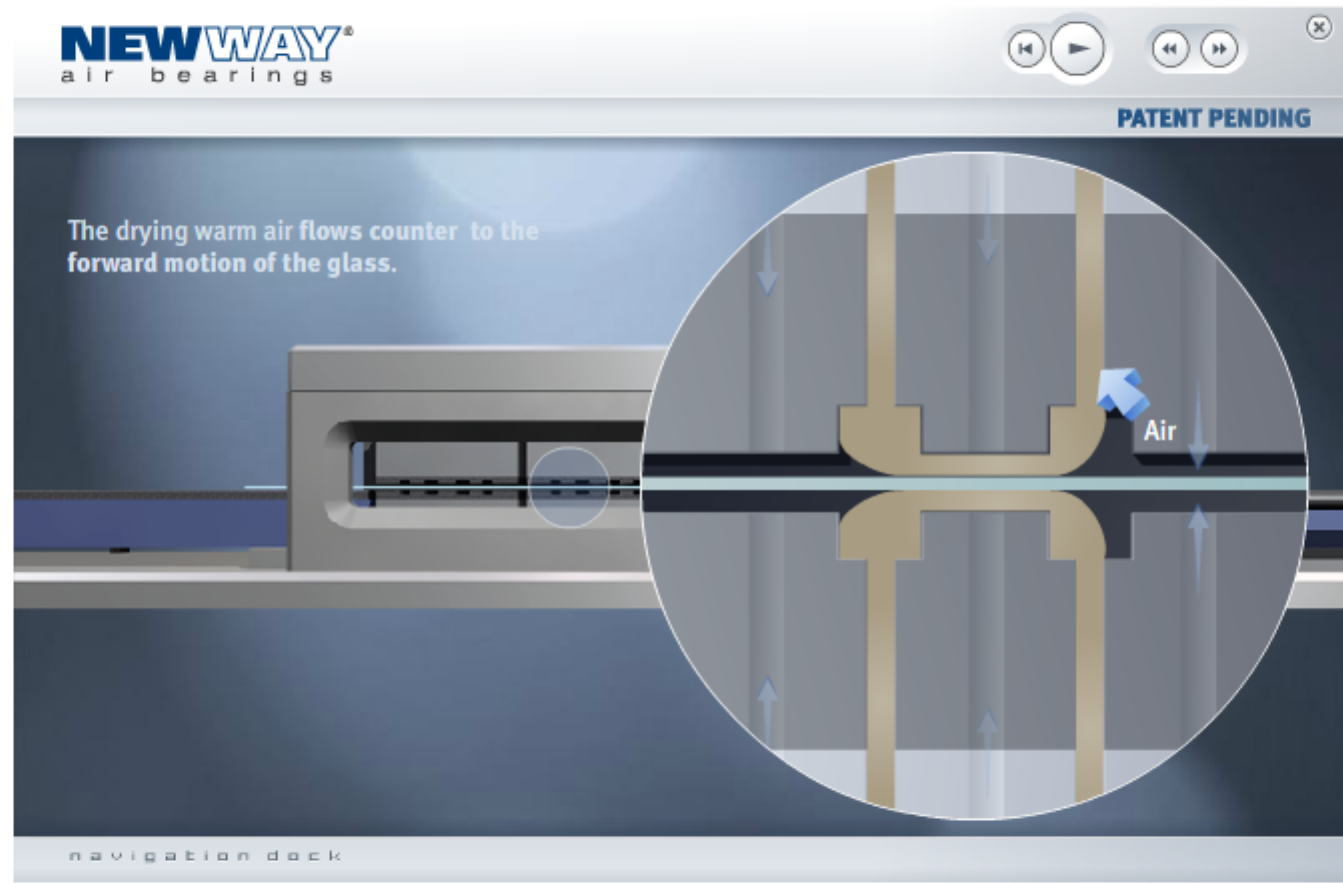 NEWWAY®
air bearings
PATENT PENDING
The drying warm air flows counter to the
forward motion of the glass.
Air
navigation dock